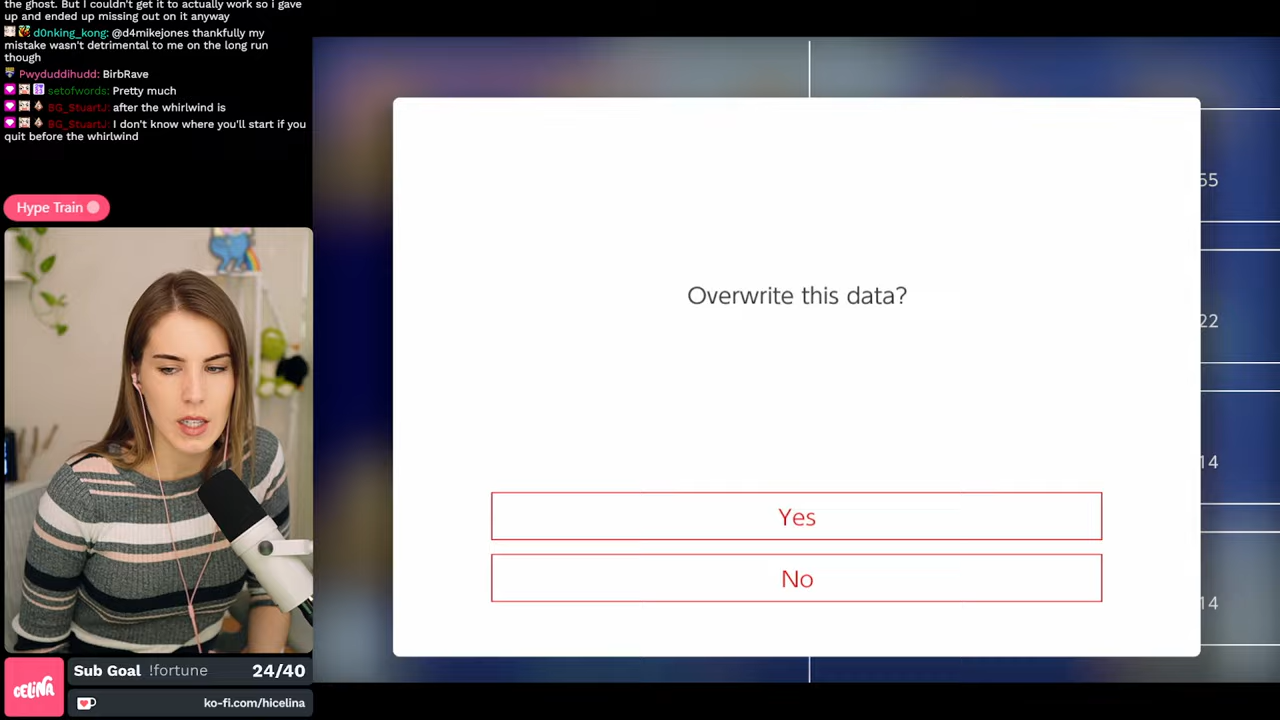 the ghost. But I couldn't get it to actually work so i gave
up and ended up missing out on it anyway
d0nking_kong: @d4mikejones thankfully my
mistake wasn't detrimental to me on the long run
though
Pwyduddihudd: BirbRave
setofwords: Pretty much
BG_StuartJ: after the whirlwind is
BG_StuartJ: I don't know where you'll start if you
quit before the whirlwind
Hype Train
Overwrite this data?
Yes
No
55
22
14
14
CELINA
Sub Goal !fortune 24/40
ko-fi.com/hicelina